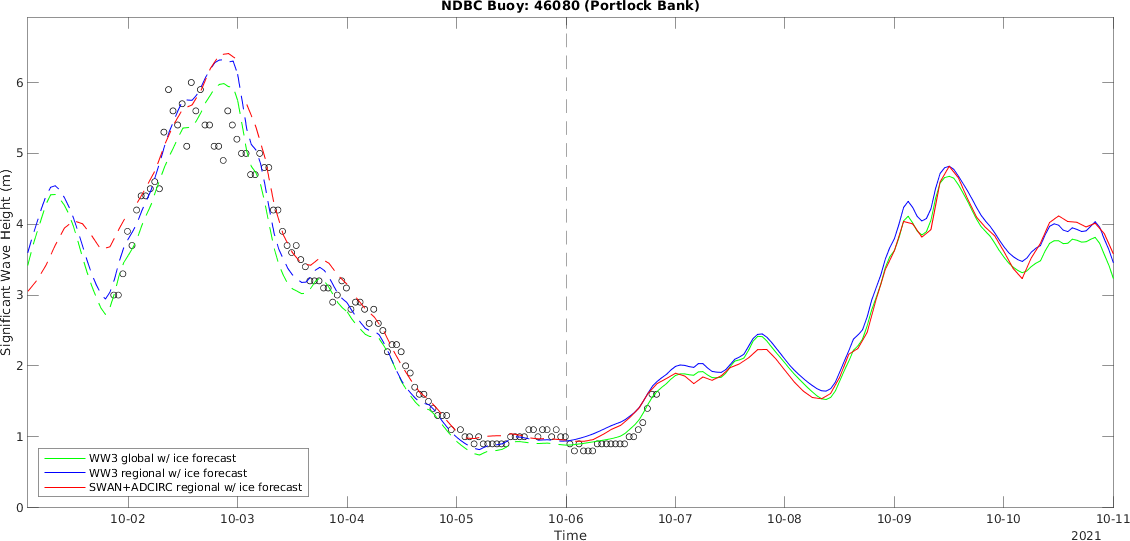 NDBC Buoy: 46080 (Portlock Bank)
Significant Wave Height (m)
6
5
4
3
2
1
0
WW3 global w/ ice forecast
WW3 regional w/ ice forecast
SWAN+ADCIRC regional w/ ice forecast
10-02 10-03 10-04 10-05 10-06 10-07 10-08 10-09 10-10 10-11
Time
2021